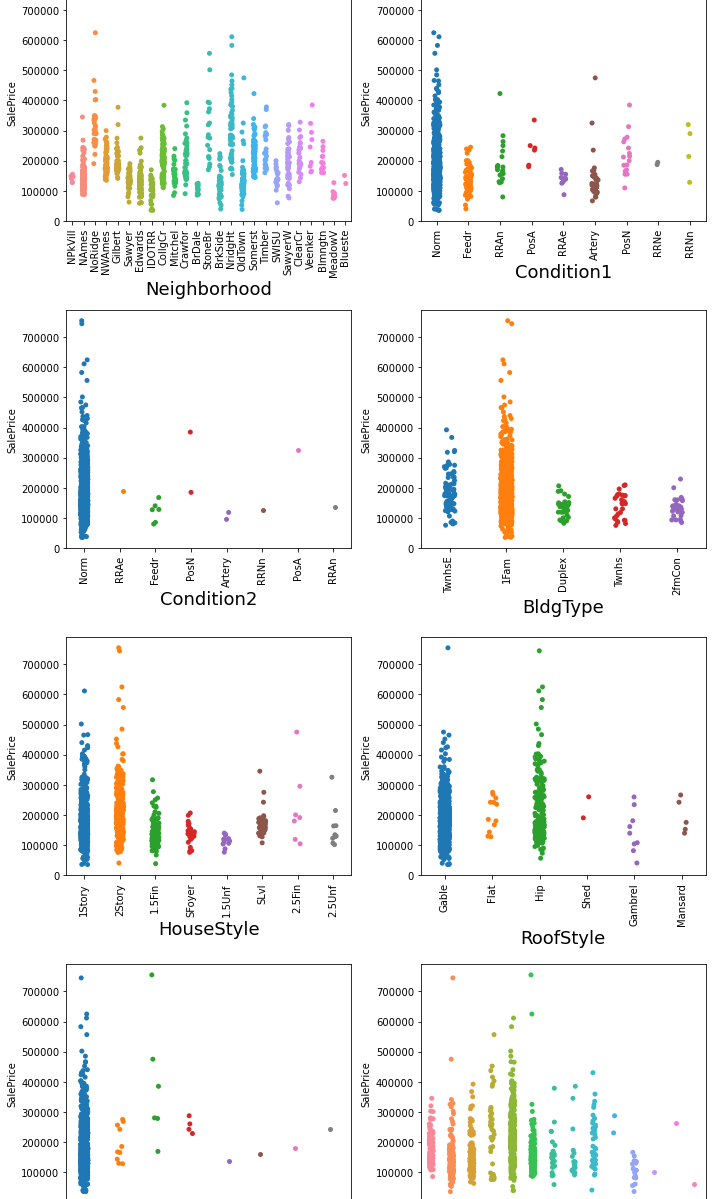 700000
600000
500000
400000
300000
200000
100000
0
SalePrice
NPkVill
NAmes
NoRidge
NWAmes
Gilbert
Sawyer
Edwards
IDOTRR
CollgCr
Mitchel
Crawfor
BrDale
StoneBr
BrkSide
NridgHt
OldTown
Somerst
Timber
SWISU
SawyerW
ClearCr
Veenker
Blmngtn
MeadowV
Blueste
Neighborhood
700000
600000
500000
400000
300000
200000
100000
0
SalePrice
Norm
Feedr
RRAn
PosA
RRAe
Artery
PosN
RRNe
RRNn
Condition1
700000
600000
500000
400000
300000
200000
100000
0
SalePrice
Norm
RRAe
Feedr
PosN
Artery
RRNn
PosA
RRAn
Condition2
700000
600000
500000
400000
300000
200000
100000
0
SalePrice
TwnhsE
1Fam
Duplex
Twnhs
2fmCon
BldgType
700000
600000
500000
400000
300000
200000
100000
0
SalePrice
1Story
2Story
1.5Fin
SFoyer
1.5Unf
SLvl
2.5Fin
2.5Unf
HouseStyle
700000
600000
500000
400000
300000
200000
100000
0
SalePrice
Gable
Flat
Hip
Shed
Gambrel
Mansard
RoofStyle
700000
600000
500000
400000
300000
200000
100000
SalePrice
700000
600000
500000
400000
300000
200000
100000
SalePrice